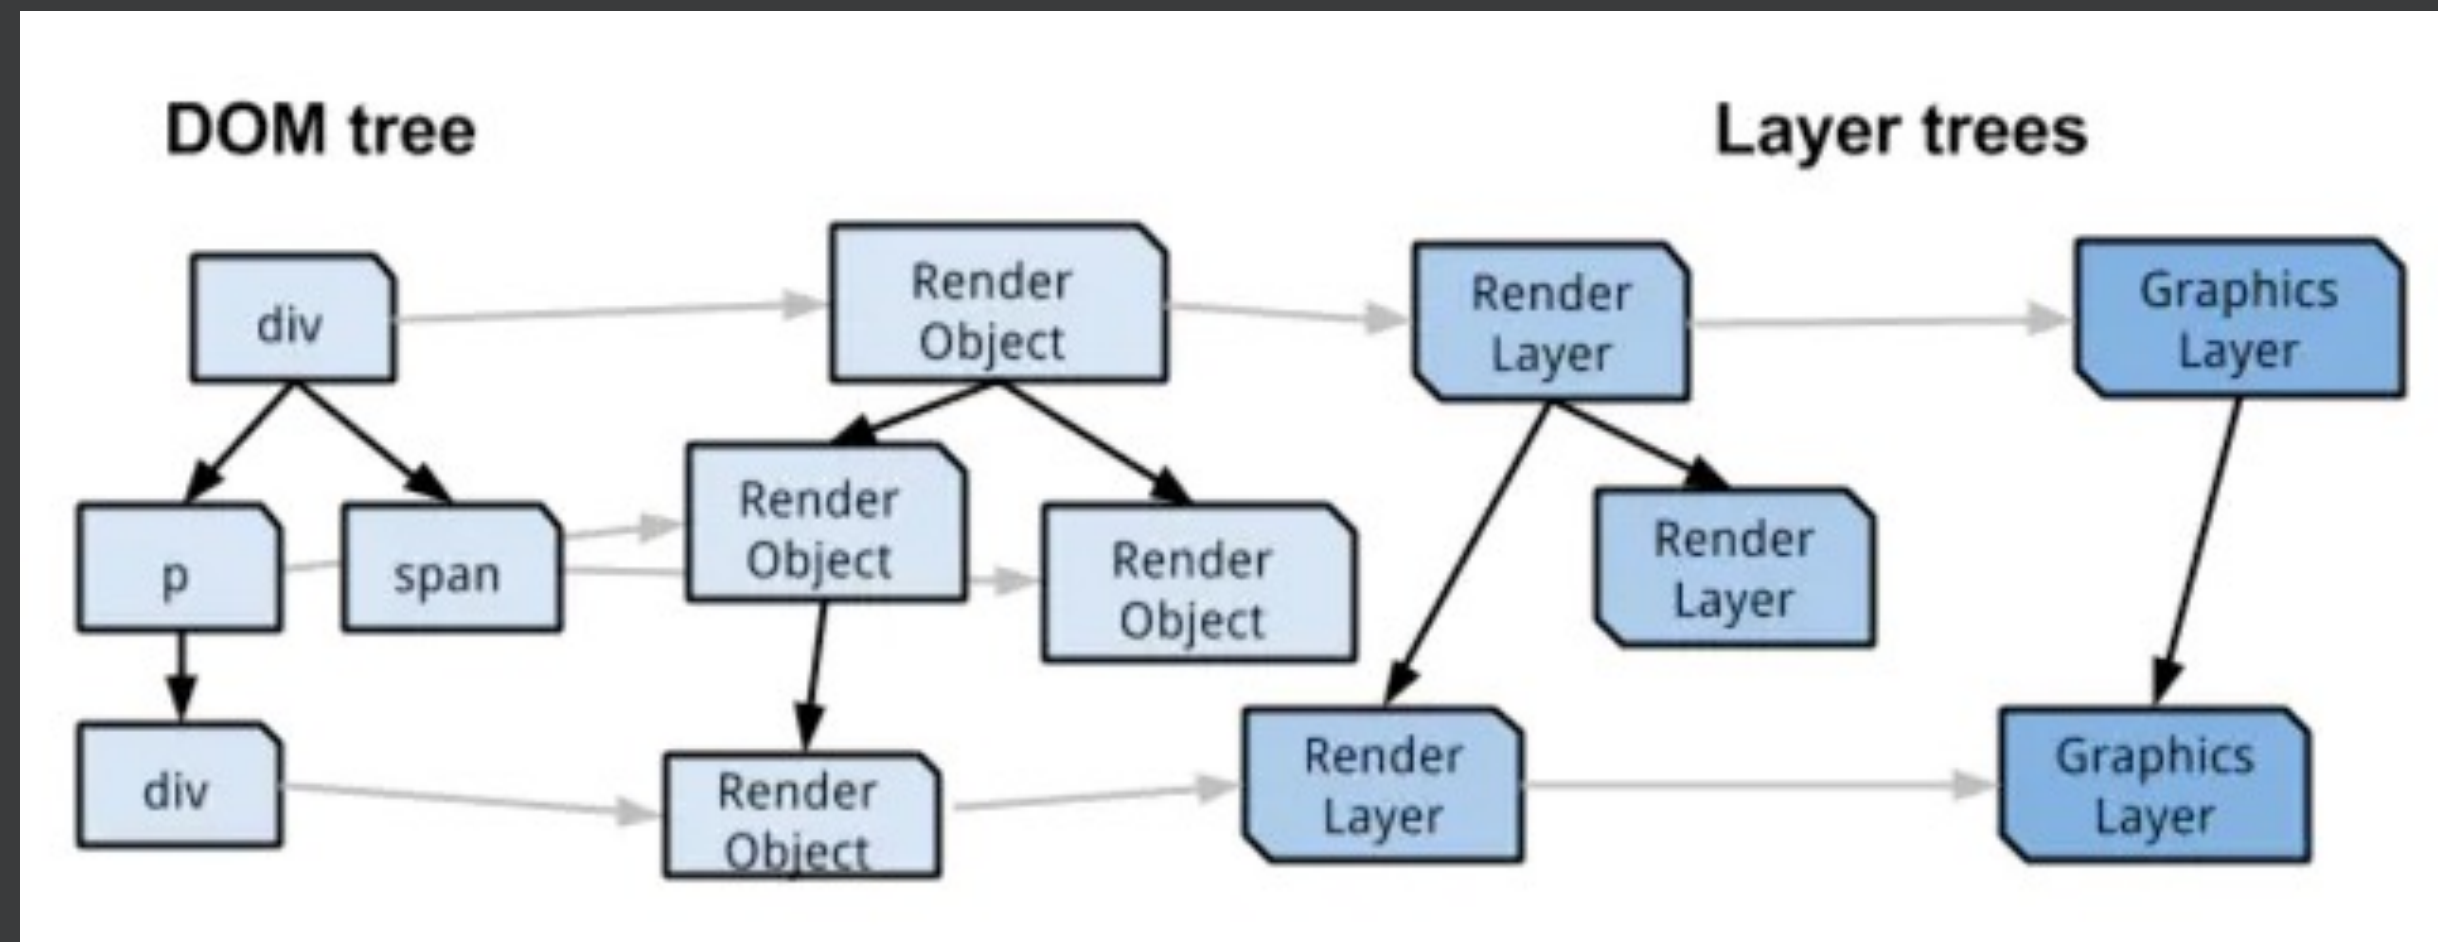 DOM tree
Layer trees
div
Render
Object
Render
Layer
Graphics
Layer
p
span
Render
Object
Render
Object
Render
Layer
div
Render
Object
Render
Layer
Graphics
Layer